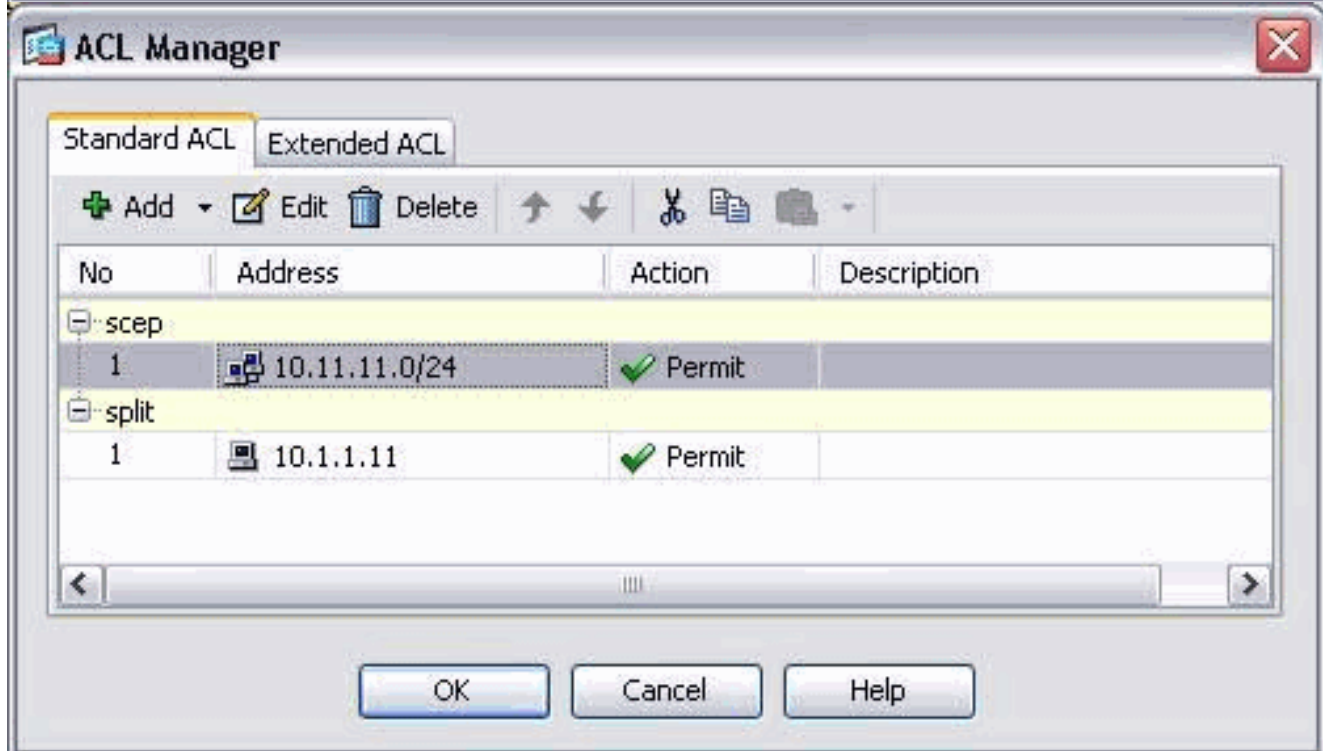 ACL Manager
Standard ACL Extended ACL
Add Edit Delete
No Address Action Description
scep
1 10.11.11.0/24 Permit
split
1 10.1.1.11 Permit
OK Cancel Help